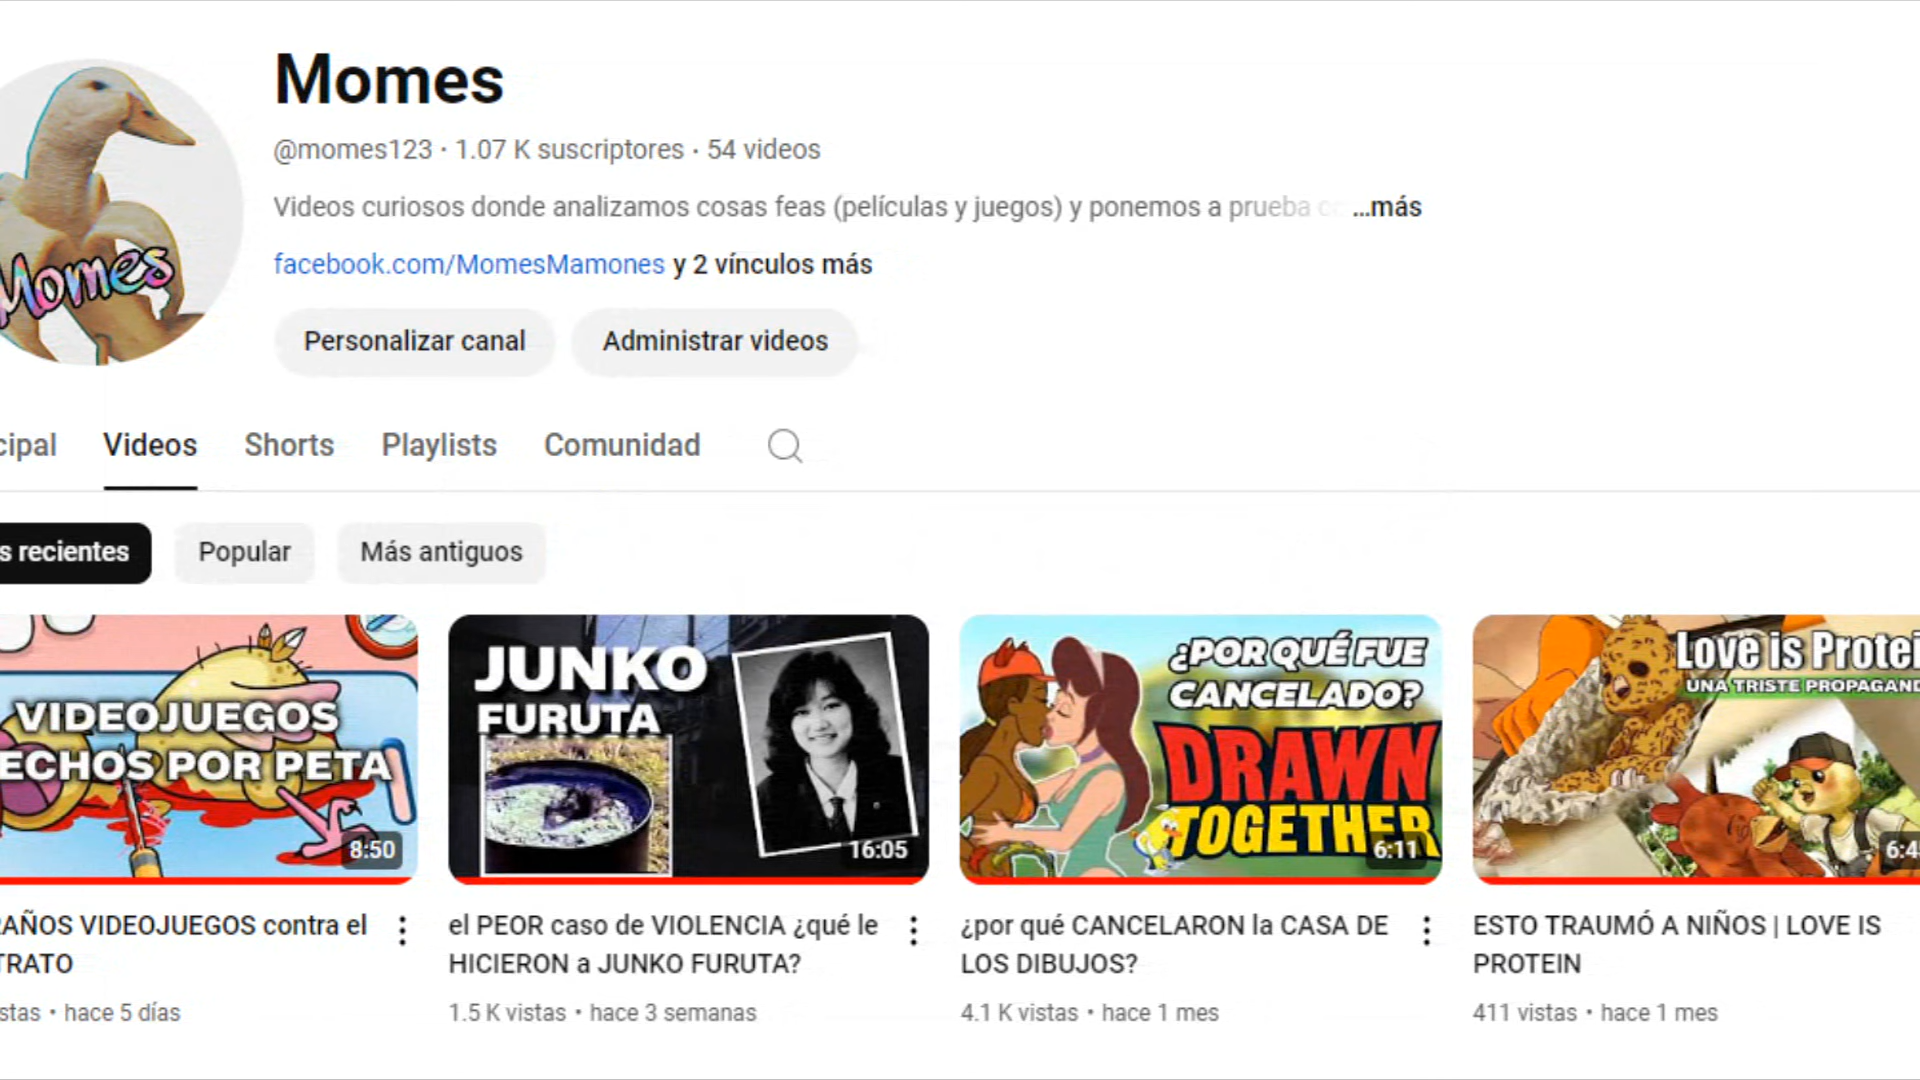 Momes
@momes123 · 1.07 K suscriptores · 54 videos
Videos curiosos donde analizamos cosas feas (películas y juegos) y ponemos a prueba ...más
facebook.com/MomesMamones y 2 vínculos más
Momes
Personalizar canal
Administrar videos
cipal
Videos
Shorts
Playlists
Comunidad
s recientes
Popular
Más antiguos
VIDEOJUEGOS
ECHOS POR PETA
8:50
JUNKO
FURUTA
16:05
¿POR QUÉ FUE
CANCELADO?
DRAWN
TOGETHER
6:11
Love is Protei
UNA TRISTE PROPAGAND
6:4
AÑOS VIDEOJUEGOS contra el
TRATO
stas • hace 5 días
el PEOR caso de VIOLENCIA ¿qué le
HICIERON a JUNKO FURUTA?
1.5 K vistas • hace 3 semanas
¿por qué CANCELARON la CASA DE
LOS DIBUJOS?
4.1 K vistas • hace 1 mes
ESTO TRAUMÓ A NIÑOS | LOVE IS
PROTEIN
411 vistas • hace 1 mes